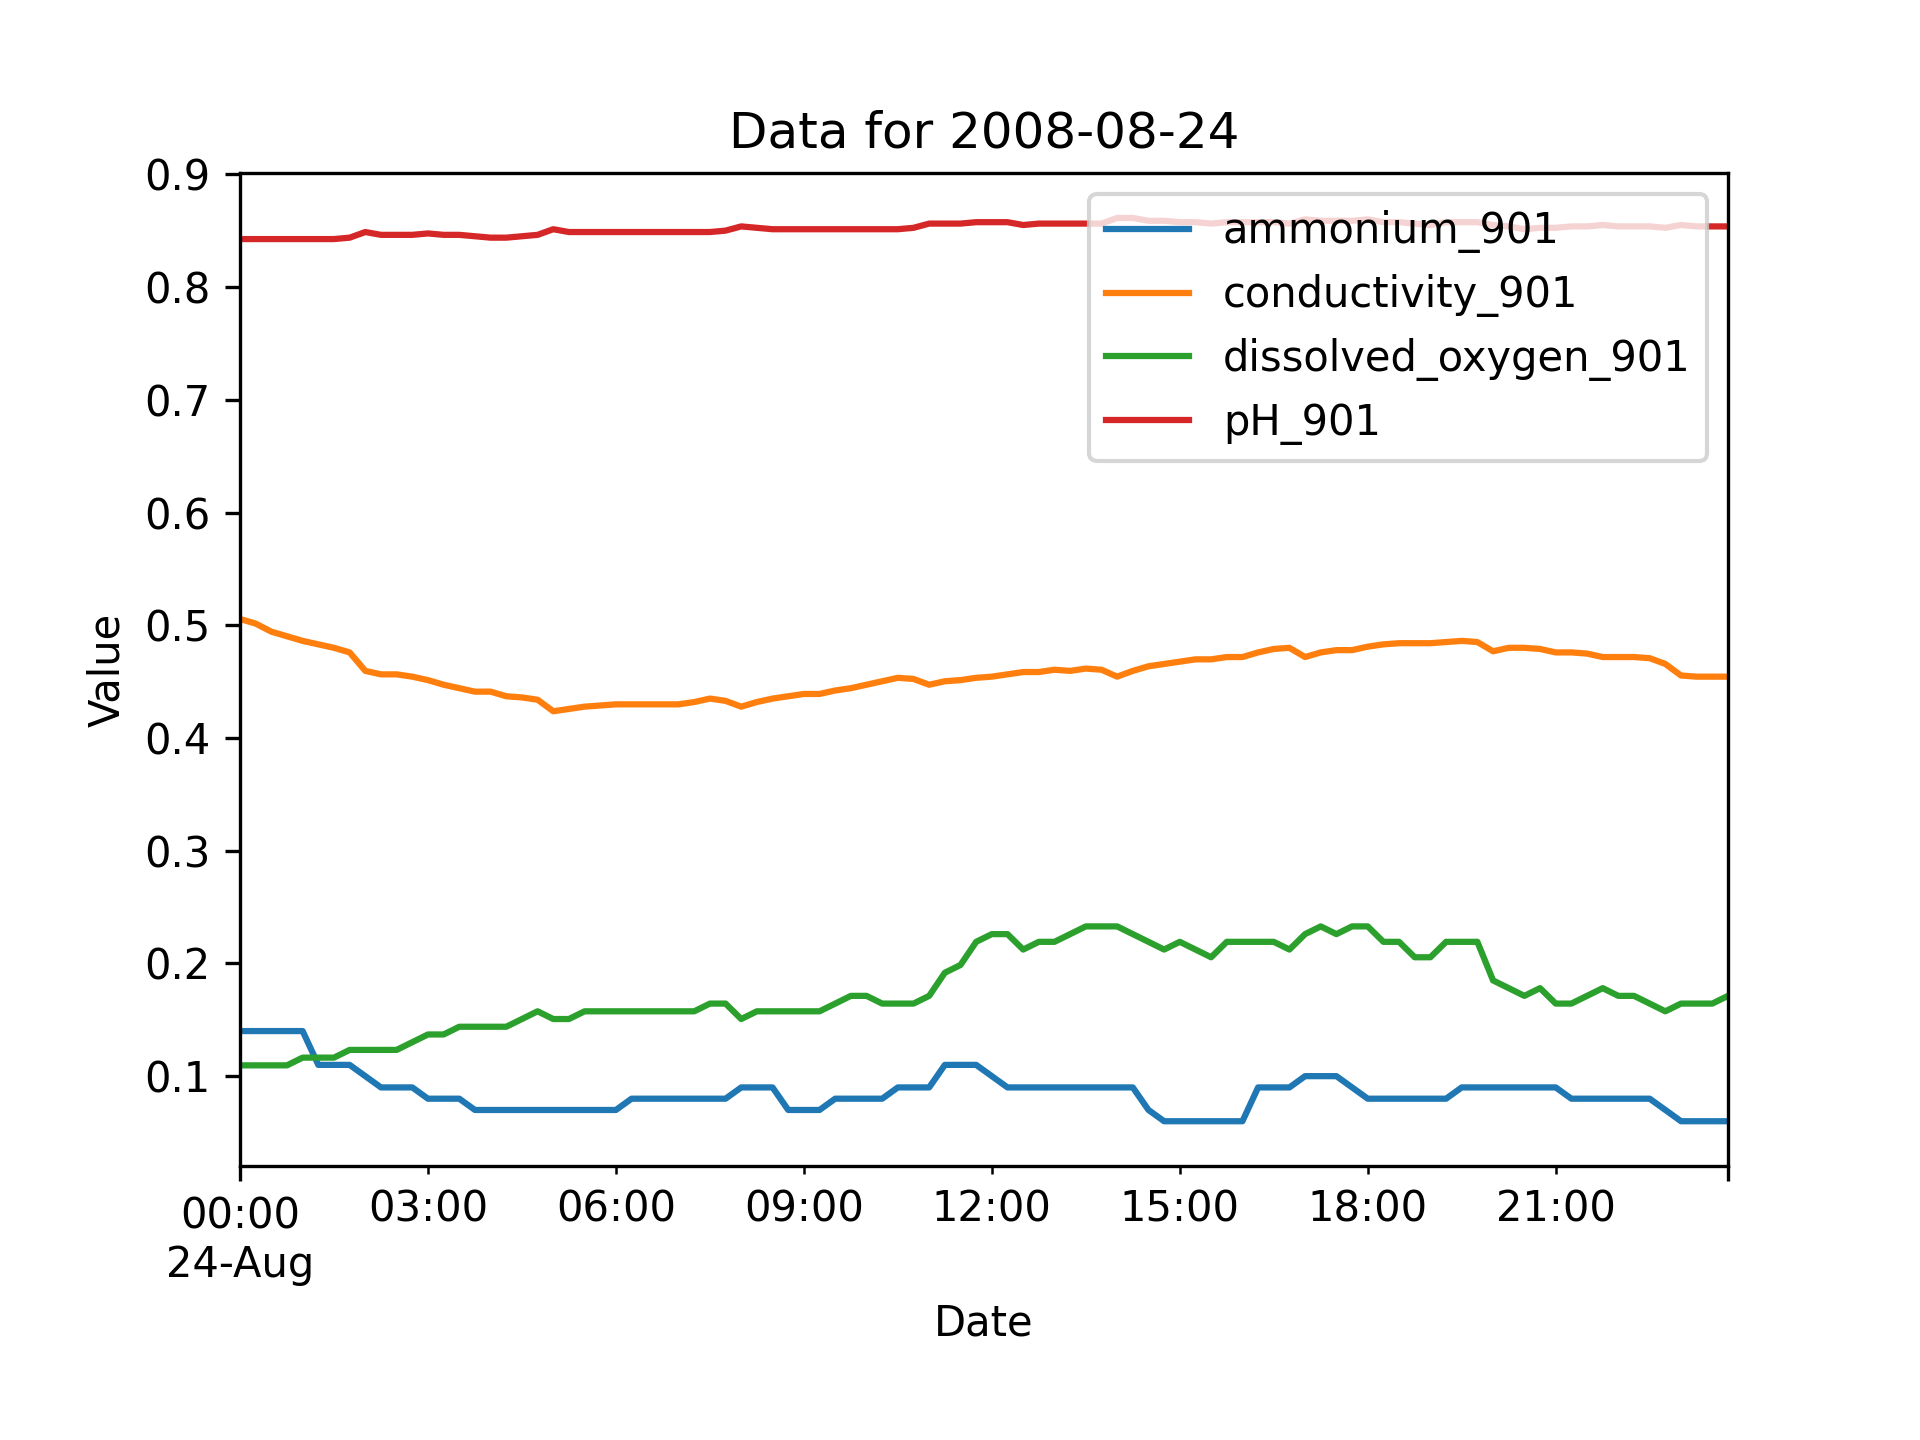 Data for 2008-08-24
0.9
0.8
0.7
0.6
0.5
0.4
0.3
0.2
0.1
Value
ammonium_901
conductivity_901
dissolved_oxygen_901
pH_901
00:00 03:00 06:00 09:00 12:00 15:00 18:00 21:00
24-Aug
Date